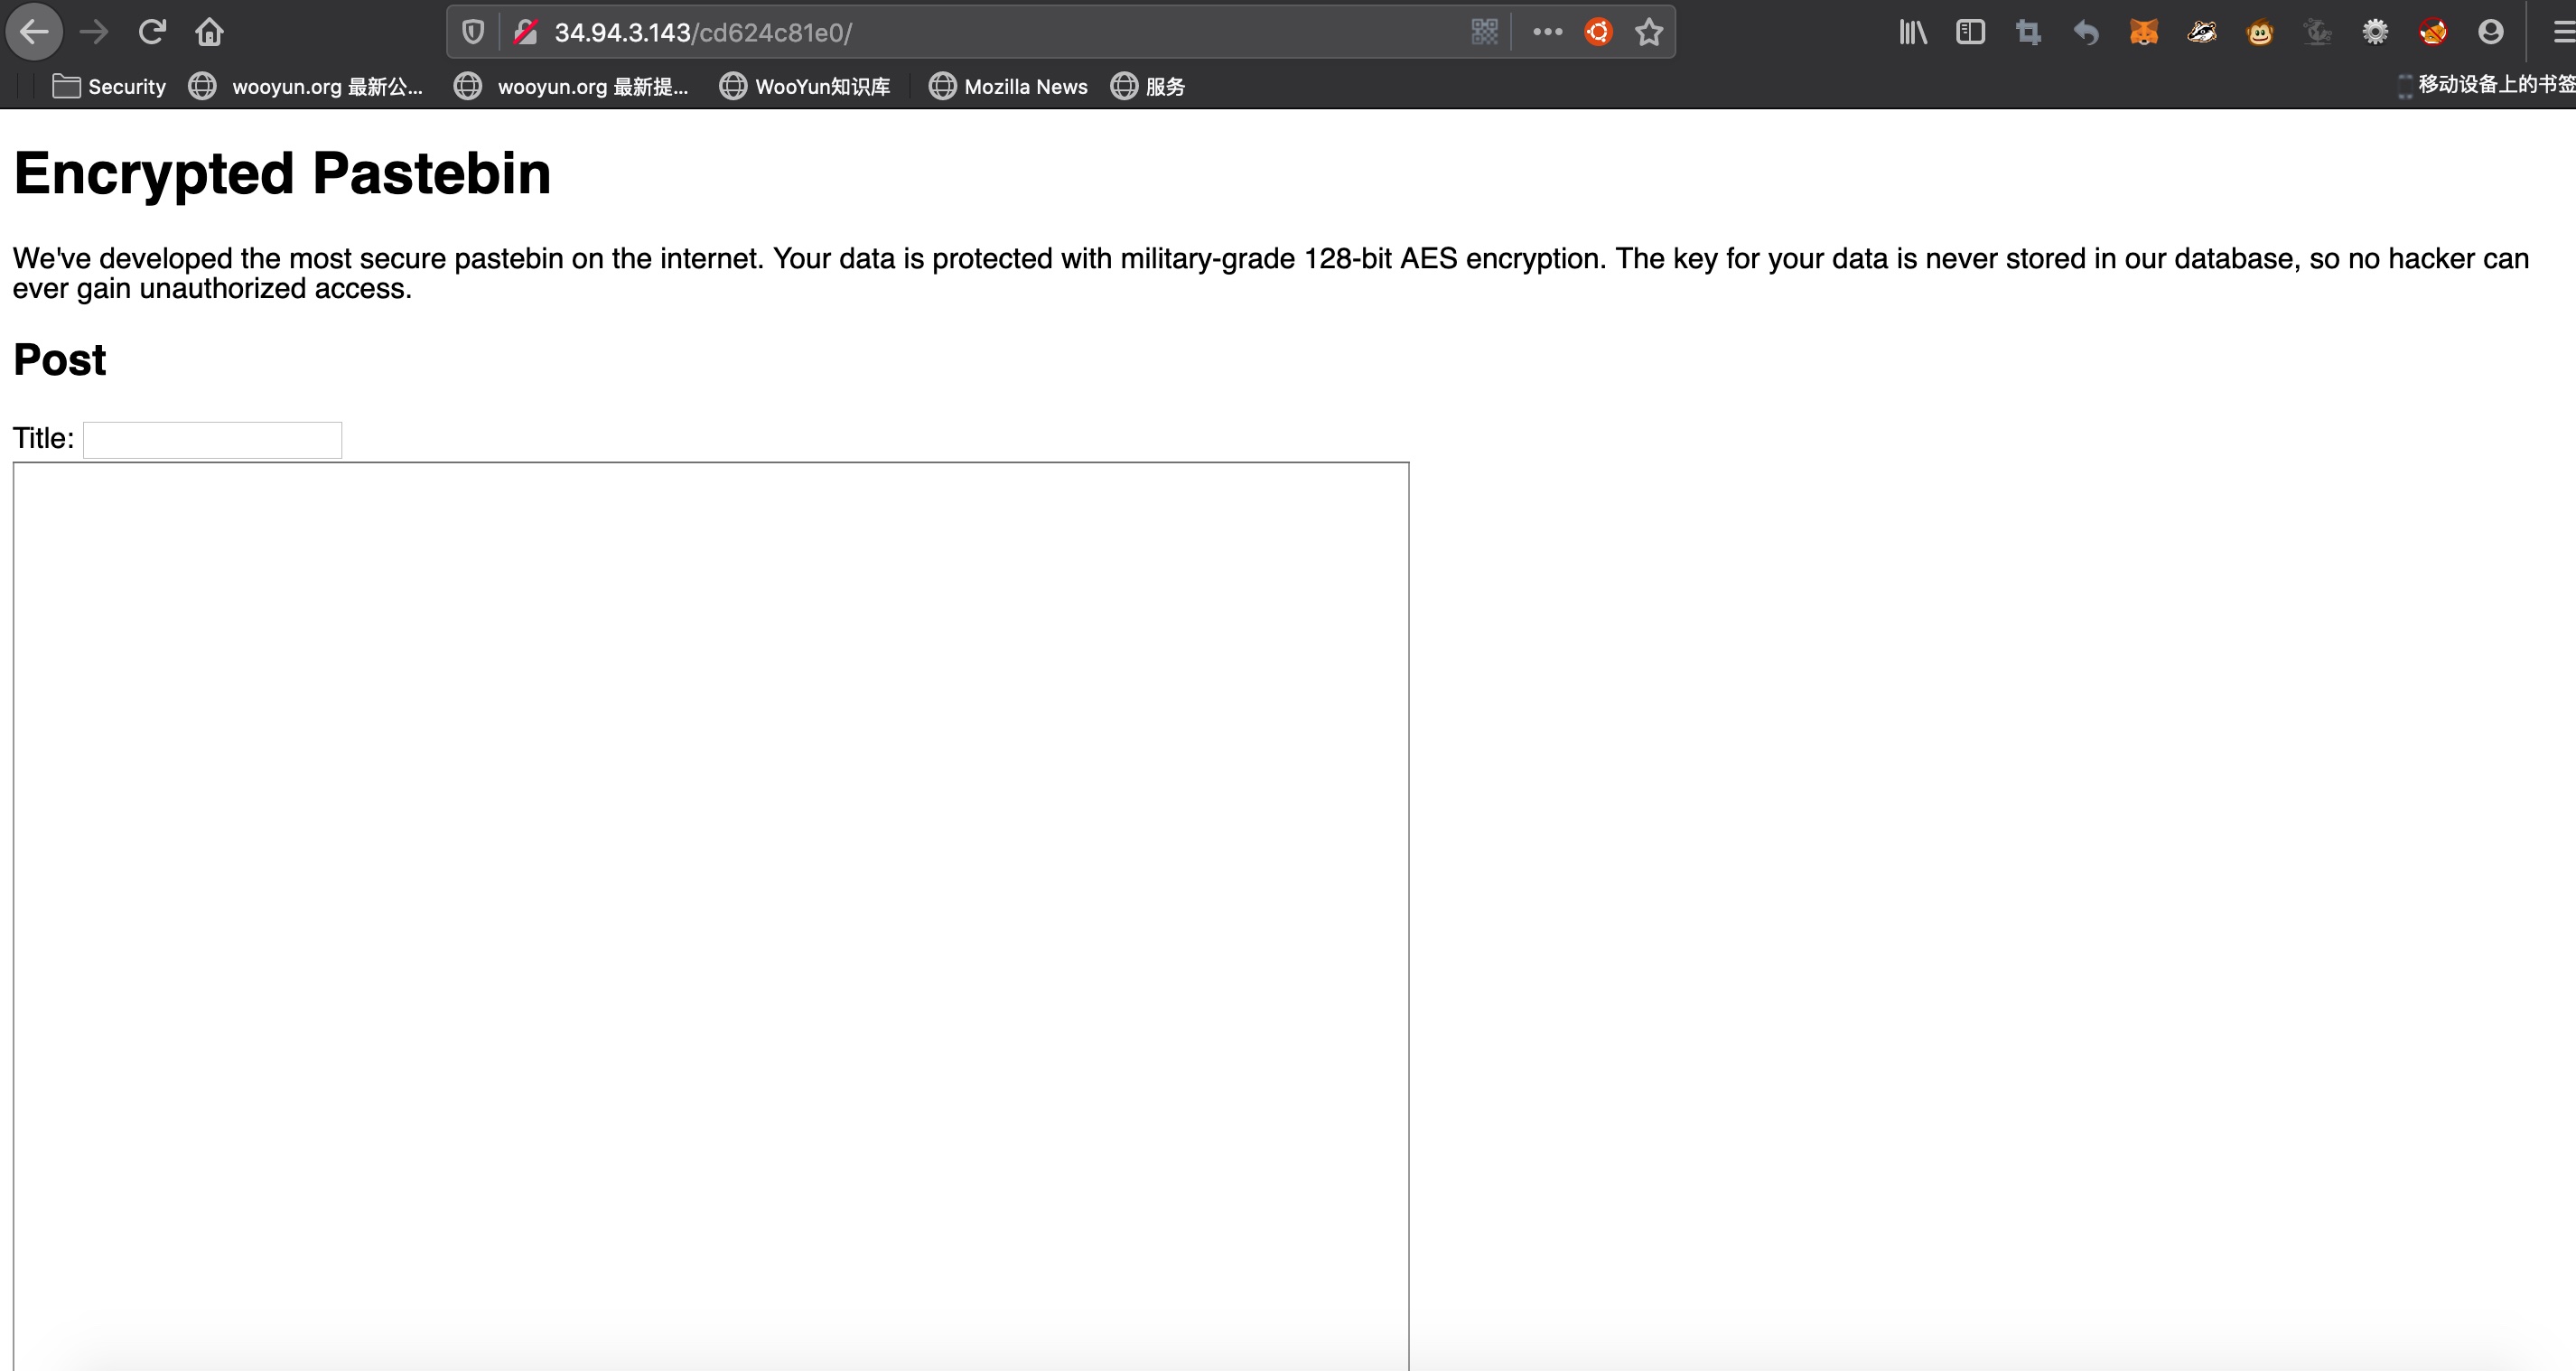 34.94.3.143/cd624c81e0/
Security wooyun.org 最新公... wooyun.org 最新提... WooYun知识库 Mozilla News 服务 移动设备上的书签
Encrypted Pastebin
We've developed the most secure pastebin on the internet. Your data is protected with military-grade 128-bit AES encryption. The key for your data is never stored in our database, so no hacker can
ever gain unauthorized access.
Post
Title: